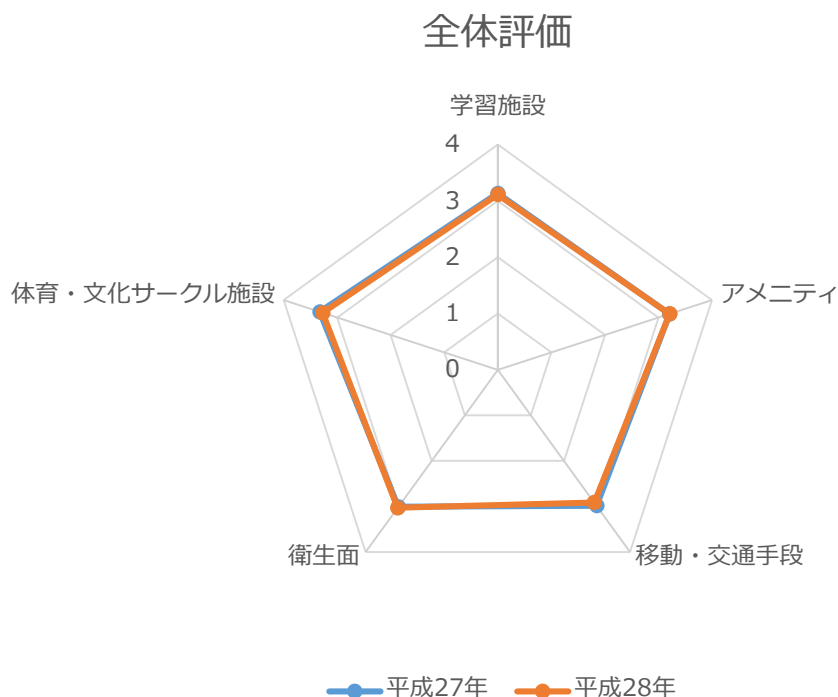 全体評価
学習施設
4
3
2
1
0
体育・文化サークル施設
アメニティ
衛生面
移動・交通手段
平成27年 平成28年